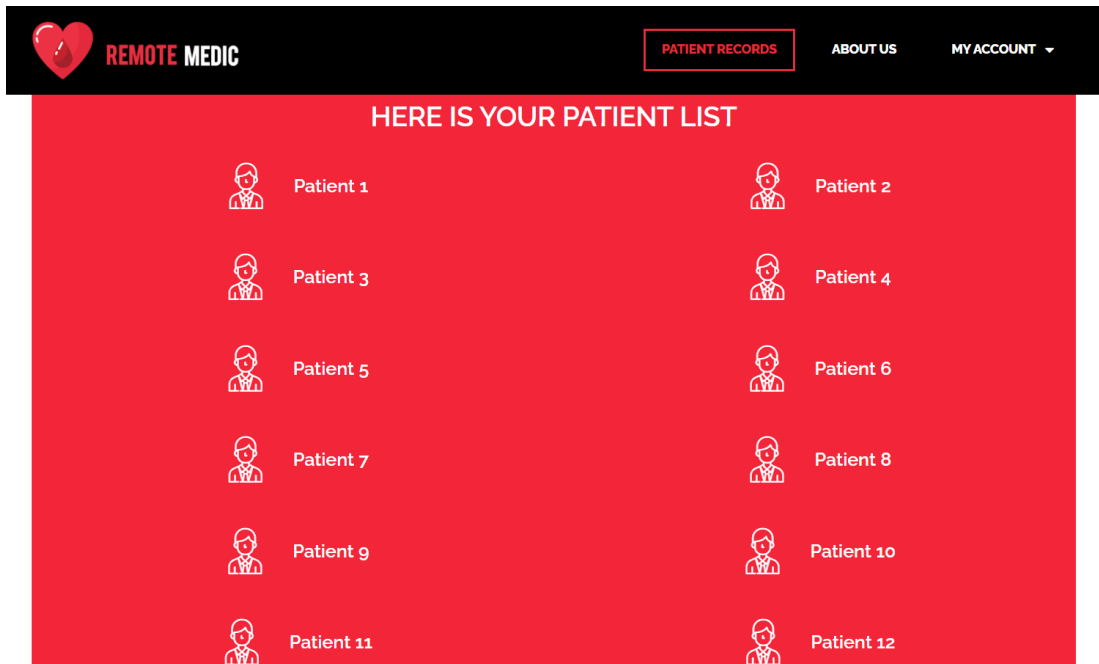 REMOTE MEDIC
PATIENT RECORDS
ABOUT US
MY ACCOUNT
HERE IS YOUR PATIENT LIST
Patient 1
Patient 2
Patient 3
Patient 4
Patient 5
Patient 6
Patient 7
Patient 8
Patient 9
Patient 10
Patient 11
Patient 12